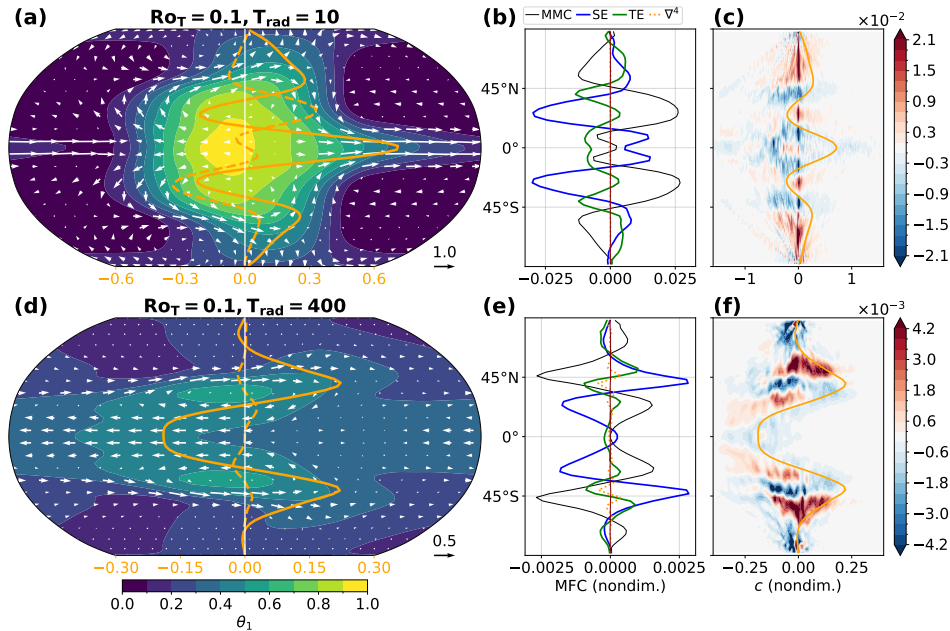 (a) Ro_T = 0.1, T_rad = 10
−0.6 −0.3 0.0 0.3 0.6
1.0
(b) MMC SE TE ∇⁴
45°N
0°
45°S
−0.0025 0.0000 0.0025
(c) ×10⁻²
−1 0 1
2.1
1.5
0.9
0.3
−0.3
−0.9
−1.5
−2.1
(d) Ro_T = 0.1, T_rad = 400
−0.30 −0.15 0.00 0.15 0.30
0.5
0.0 0.2 0.4 0.6 0.8 1.0
θ₁
(e)
45°N
0°
45°S
−0.0025 0.0000 0.0025
MFC (nondim.)
(f) ×10⁻³
−0.25 0.00 0.25
c (nondim.)
4.2
3.0
1.8
0.6
−0.6
−1.8
−3.0
−4.2